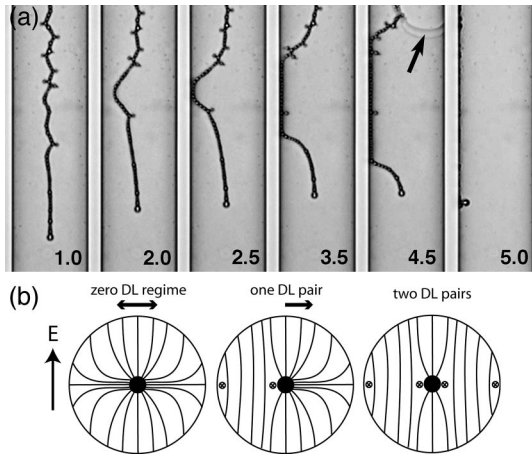 (a)
1.0 2.0 2.5 3.5 4.5 5.0
(b)
zero DL regime one DL pair two DL pairs
E